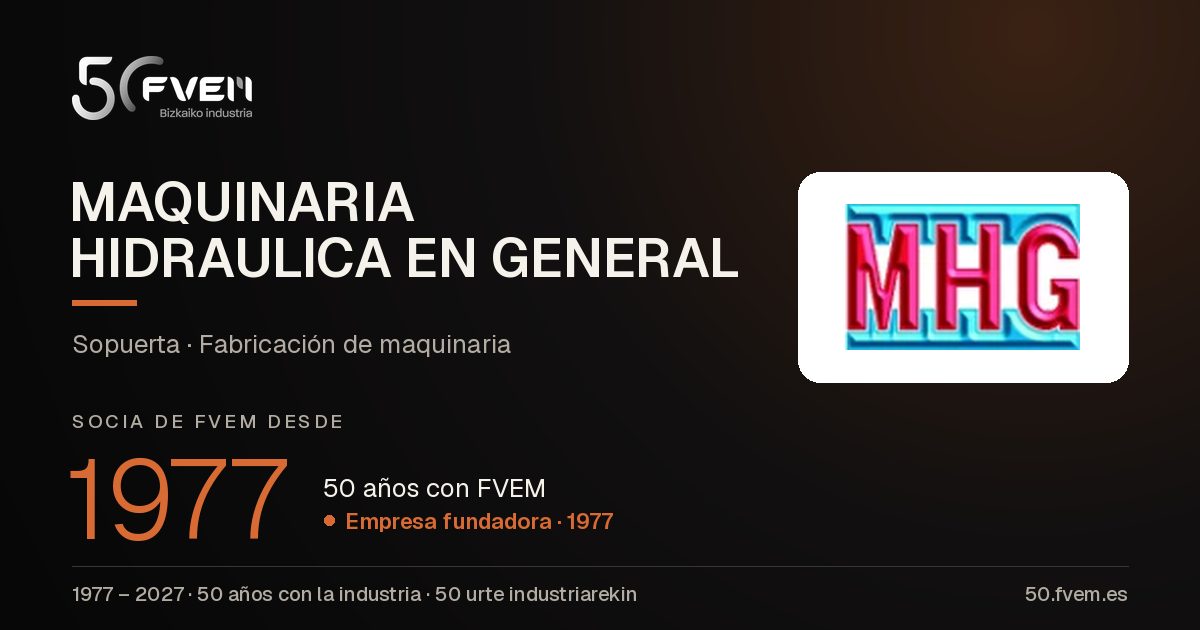 50 FVEM
Bizkaiko industria
MAQUINARIA
HIDRAULICA EN GENERAL
MHG
Sopuerta · Fabricación de maquinaria
SOCIA DE FVEM DESDE
1977
50 años con FVEM
Empresa fundadora · 1977
1977 – 2027 · 50 años con la industria · 50 urte industriarekin
50.fvem.es